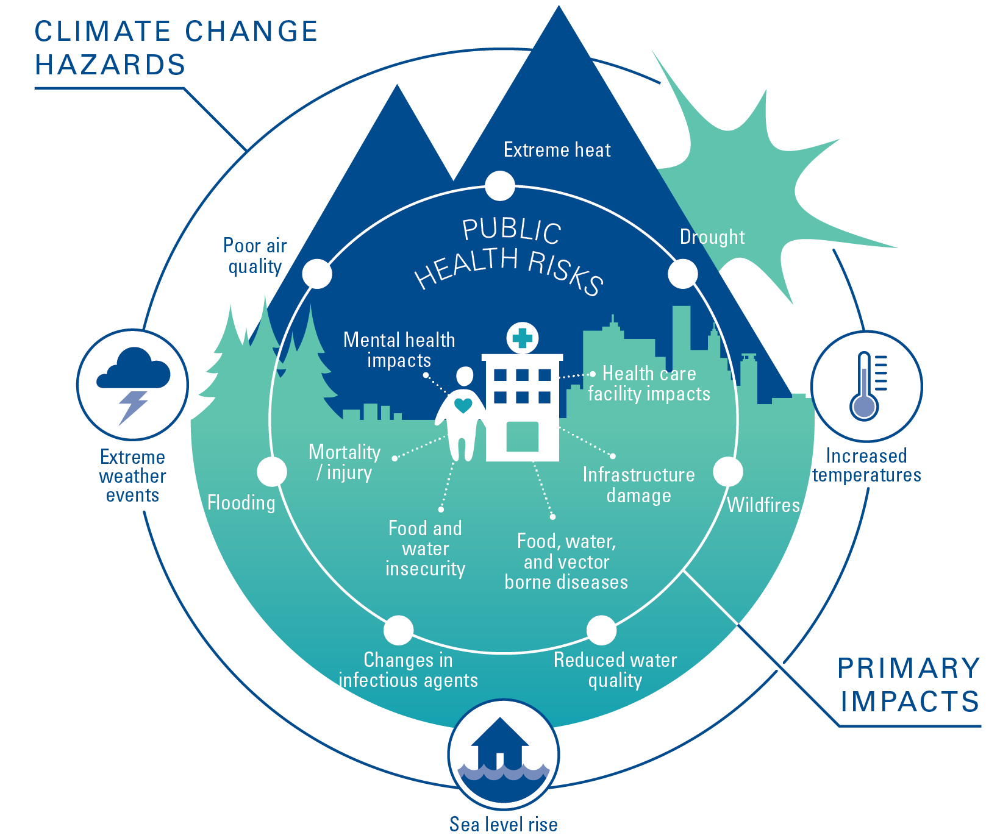 CLIMATE CHANGE
HAZARDS
Extreme heat
PUBLIC
HEALTH RISKS
Poor air
quality
Drought
Mental health
impacts
Health care
facility impacts
Mortality
/ injury
Infrastructure
damage
Extreme
weather
events
Increased
temperatures
Flooding
Wildfires
Food and
water
insecurity
Food, water,
and vector
borne diseases
Changes in
infectious agents
Reduced water
quality
PRIMARY
IMPACTS
Sea level rise